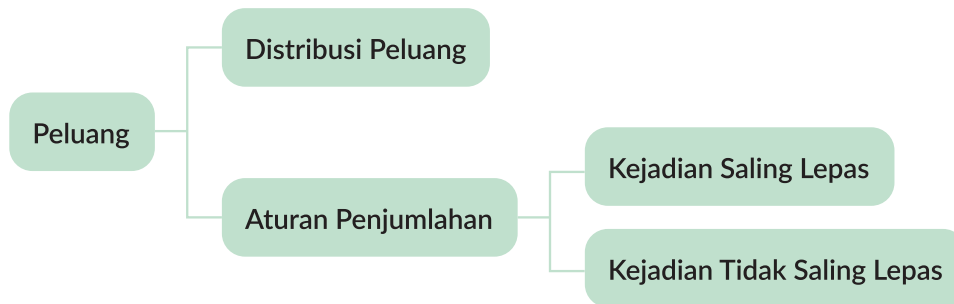 Peluang
Distribusi Peluang
Aturan Penjumlahan
Kejadian Saling Lepas
Kejadian Tidak Saling Lepas